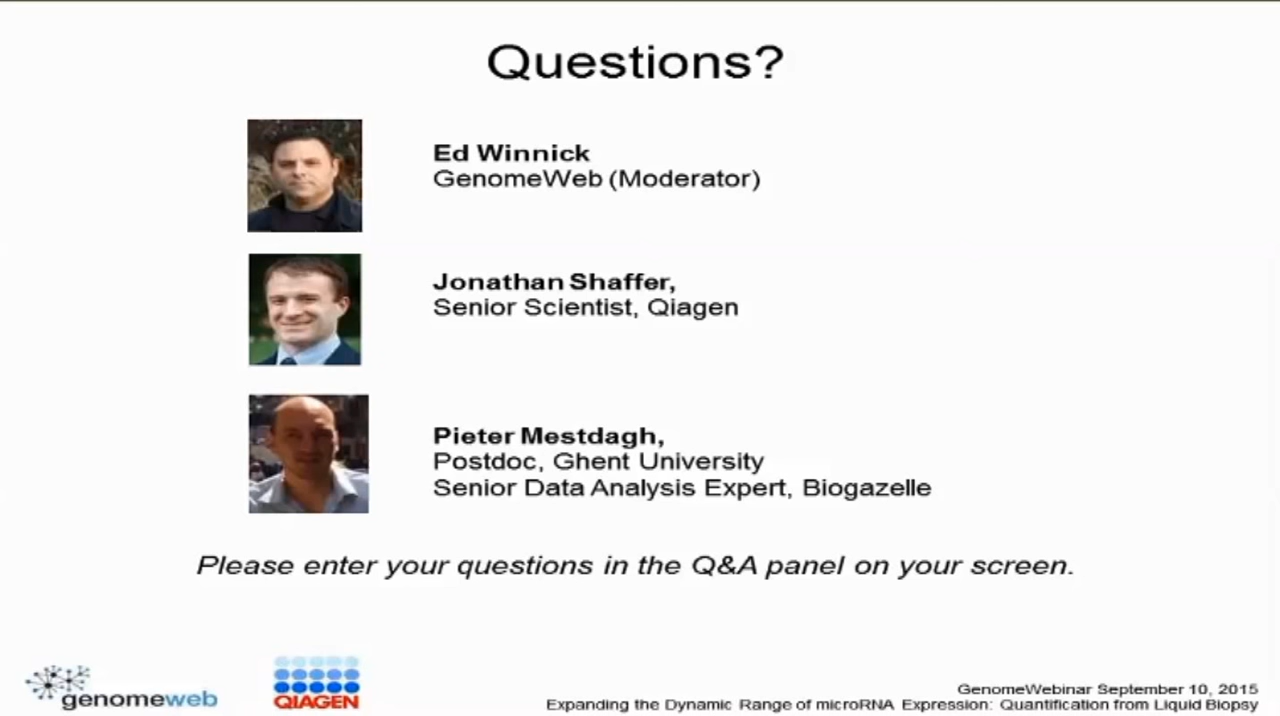 Questions?
Ed Winnick
GenomeWeb (Moderator)
Jonathan Shaffer,
Senior Scientist, Qiagen
Pieter Mestdagh,
Postdoc, Ghent University
Senior Data Analysis Expert, Biogazelle
Please enter your questions in the Q&A panel on your screen.
genomeweb
QIAGEN
GenomeWebinar September 10, 2015
Expanding the Dynamic Range of microRNA Expression: Quantification from Liquid Biopsy